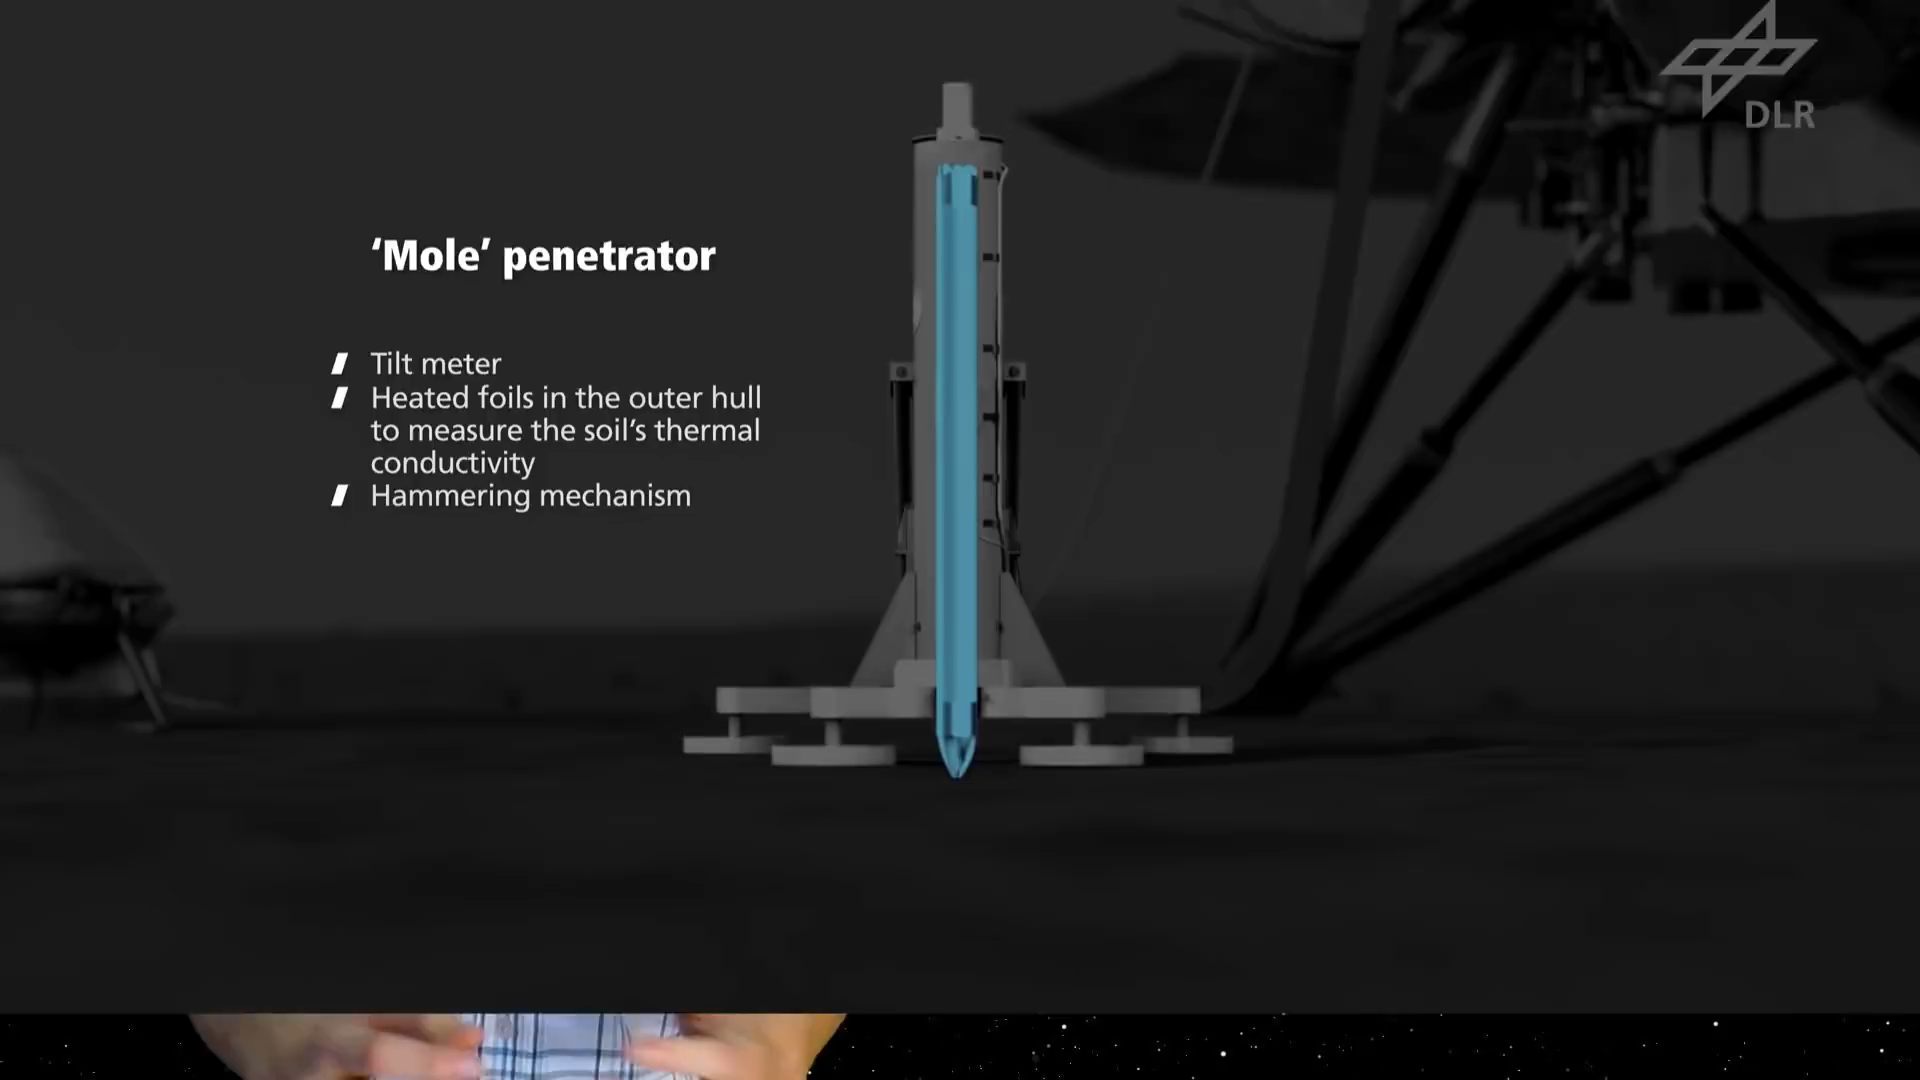 DLR
‘Mole’ penetrator
Tilt meter
Heated foils in the outer hull
to measure the soil’s thermal
conductivity
Hammering mechanism